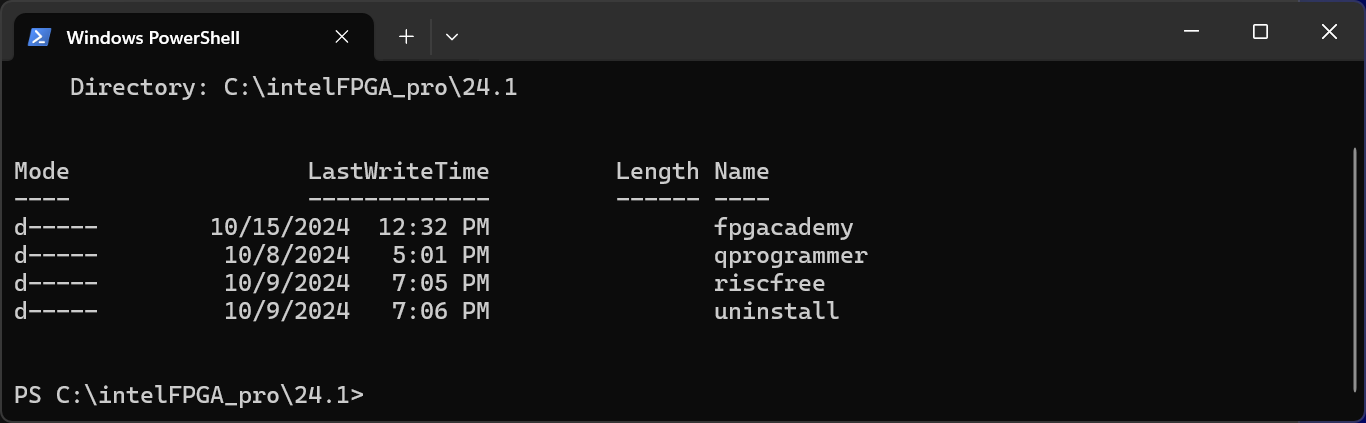 Windows PowerShell
Directory: C:\intelFPGA_pro\24.1
Mode LastWriteTime Length Name
---- ------------- ------ ----
d----- 10/15/2024 12:32 PM fpgacademy
d----- 10/8/2024 5:01 PM qprogrammer
d----- 10/9/2024 7:05 PM riscfree
d----- 10/9/2024 7:06 PM uninstall
PS C:\intelFPGA_pro\24.1>